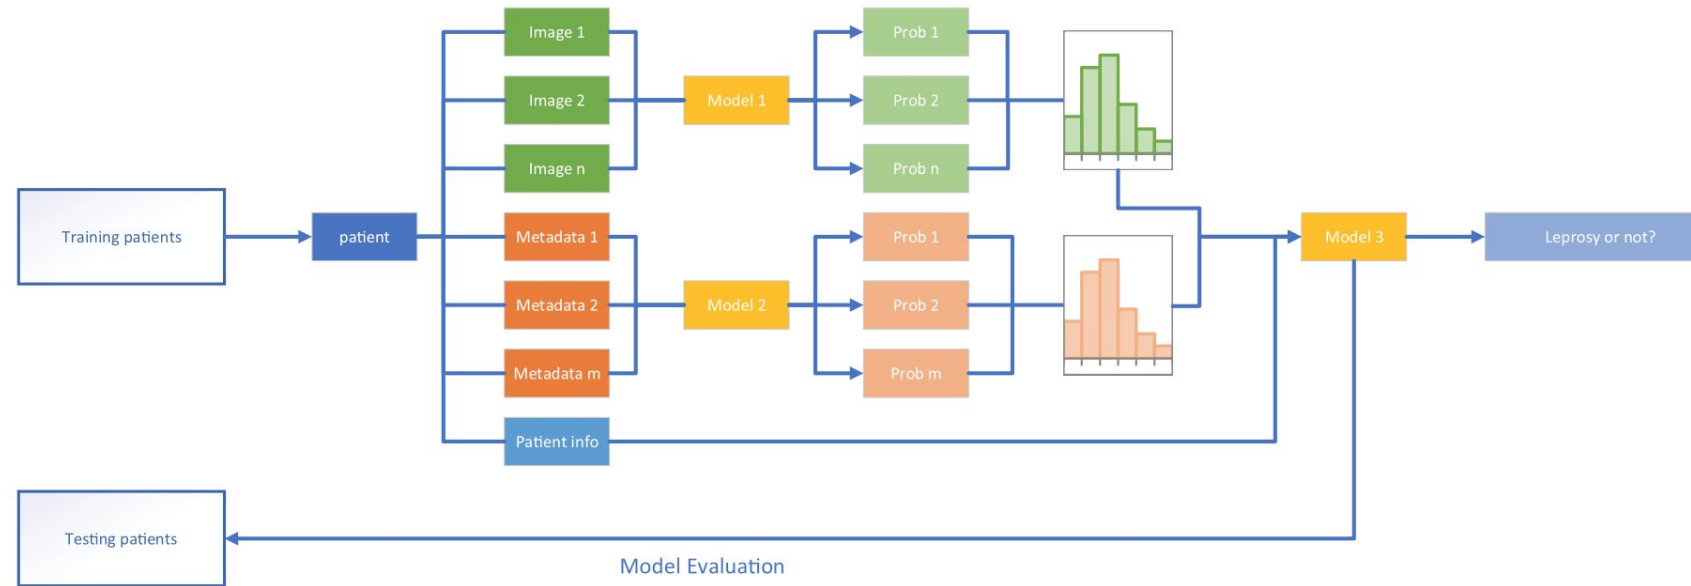 Image 1
Image 2
Image n
Model 1
Prob 1
Prob 2
Prob n
Training patients
patient
Metadata 1
Metadata 2
Metadata m
Model 2
Prob 1
Prob 2
Prob m
Model 3
Leprosy or not?
Patient info
Testing patients
Model Evaluation